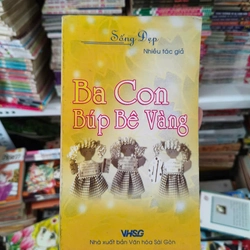 Sống Đẹp
Nhiều tác giả
Ba Con
Búp Bê Vàng
VHSG
Nhà xuất bản Văn hóa Sài Gòn